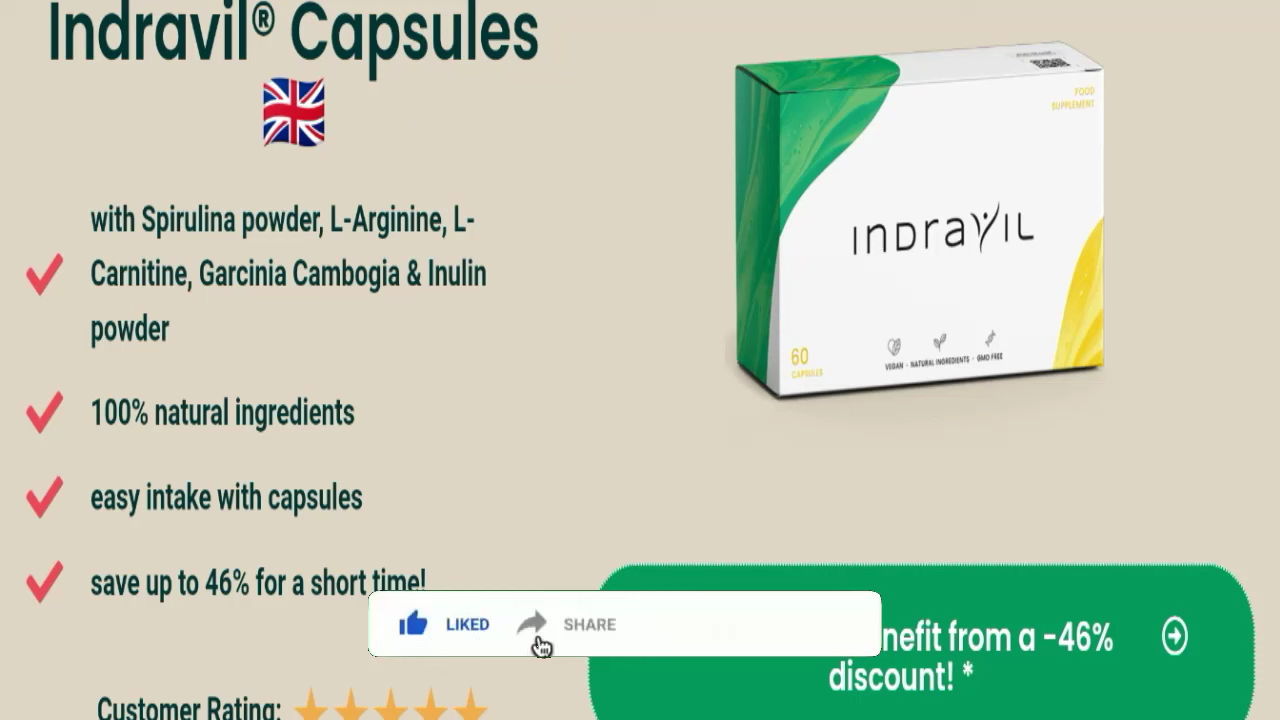 Indravil® Capsules
with Spirulina powder, L-Arginine, L-
Carnitine, Garcinia Cambogia & Inulin
powder
100% natural ingredients
easy intake with capsules
save up to 46% for a short time!
Customer Rating:
FOOD
SUPPLEMENT
INDRAVIL
60
CAPSULES
VEGAN · NATURAL INGREDIENTS · GMO FREE
LIKED
SHARE
nefit from a -46%
discount! *